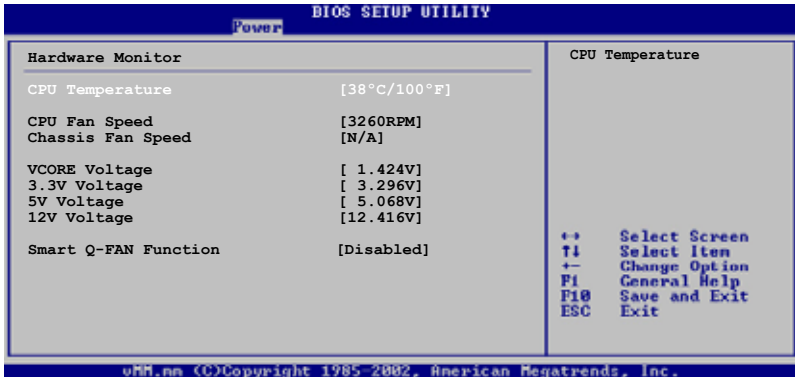 BIOS SETUP UTILITY
Power
Hardware Monitor
CPU Temperature [38°C/100°F]
CPU Fan Speed [3260RPM]
Chassis Fan Speed [N/A]
VCORE Voltage [ 1.424V]
3.3V Voltage [ 3.296V]
5V Voltage [ 5.068V]
12V Voltage [12.416V]
Smart Q-FAN Function [Disabled]
CPU Temperature
↔ Select Screen
↑↓ Select Item
+- Change Option
F1 General Help
F10 Save and Exit
ESC Exit
vMM.mm (C)Copyright 1985-2002, American Megatrends, Inc.